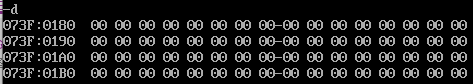 -d
073F:0180 00 00 00 00 00 00 00 00-00 00 00 00 00 00 00 00
073F:0190 00 00 00 00 00 00 00 00-00 00 00 00 00 00 00 00
073F:01A0 00 00 00 00 00 00 00 00-00 00 00 00 00 00 00 00
073F:01B0 00 00 00 00 00 00 00 00-00 00 00 00 00 00 00 00